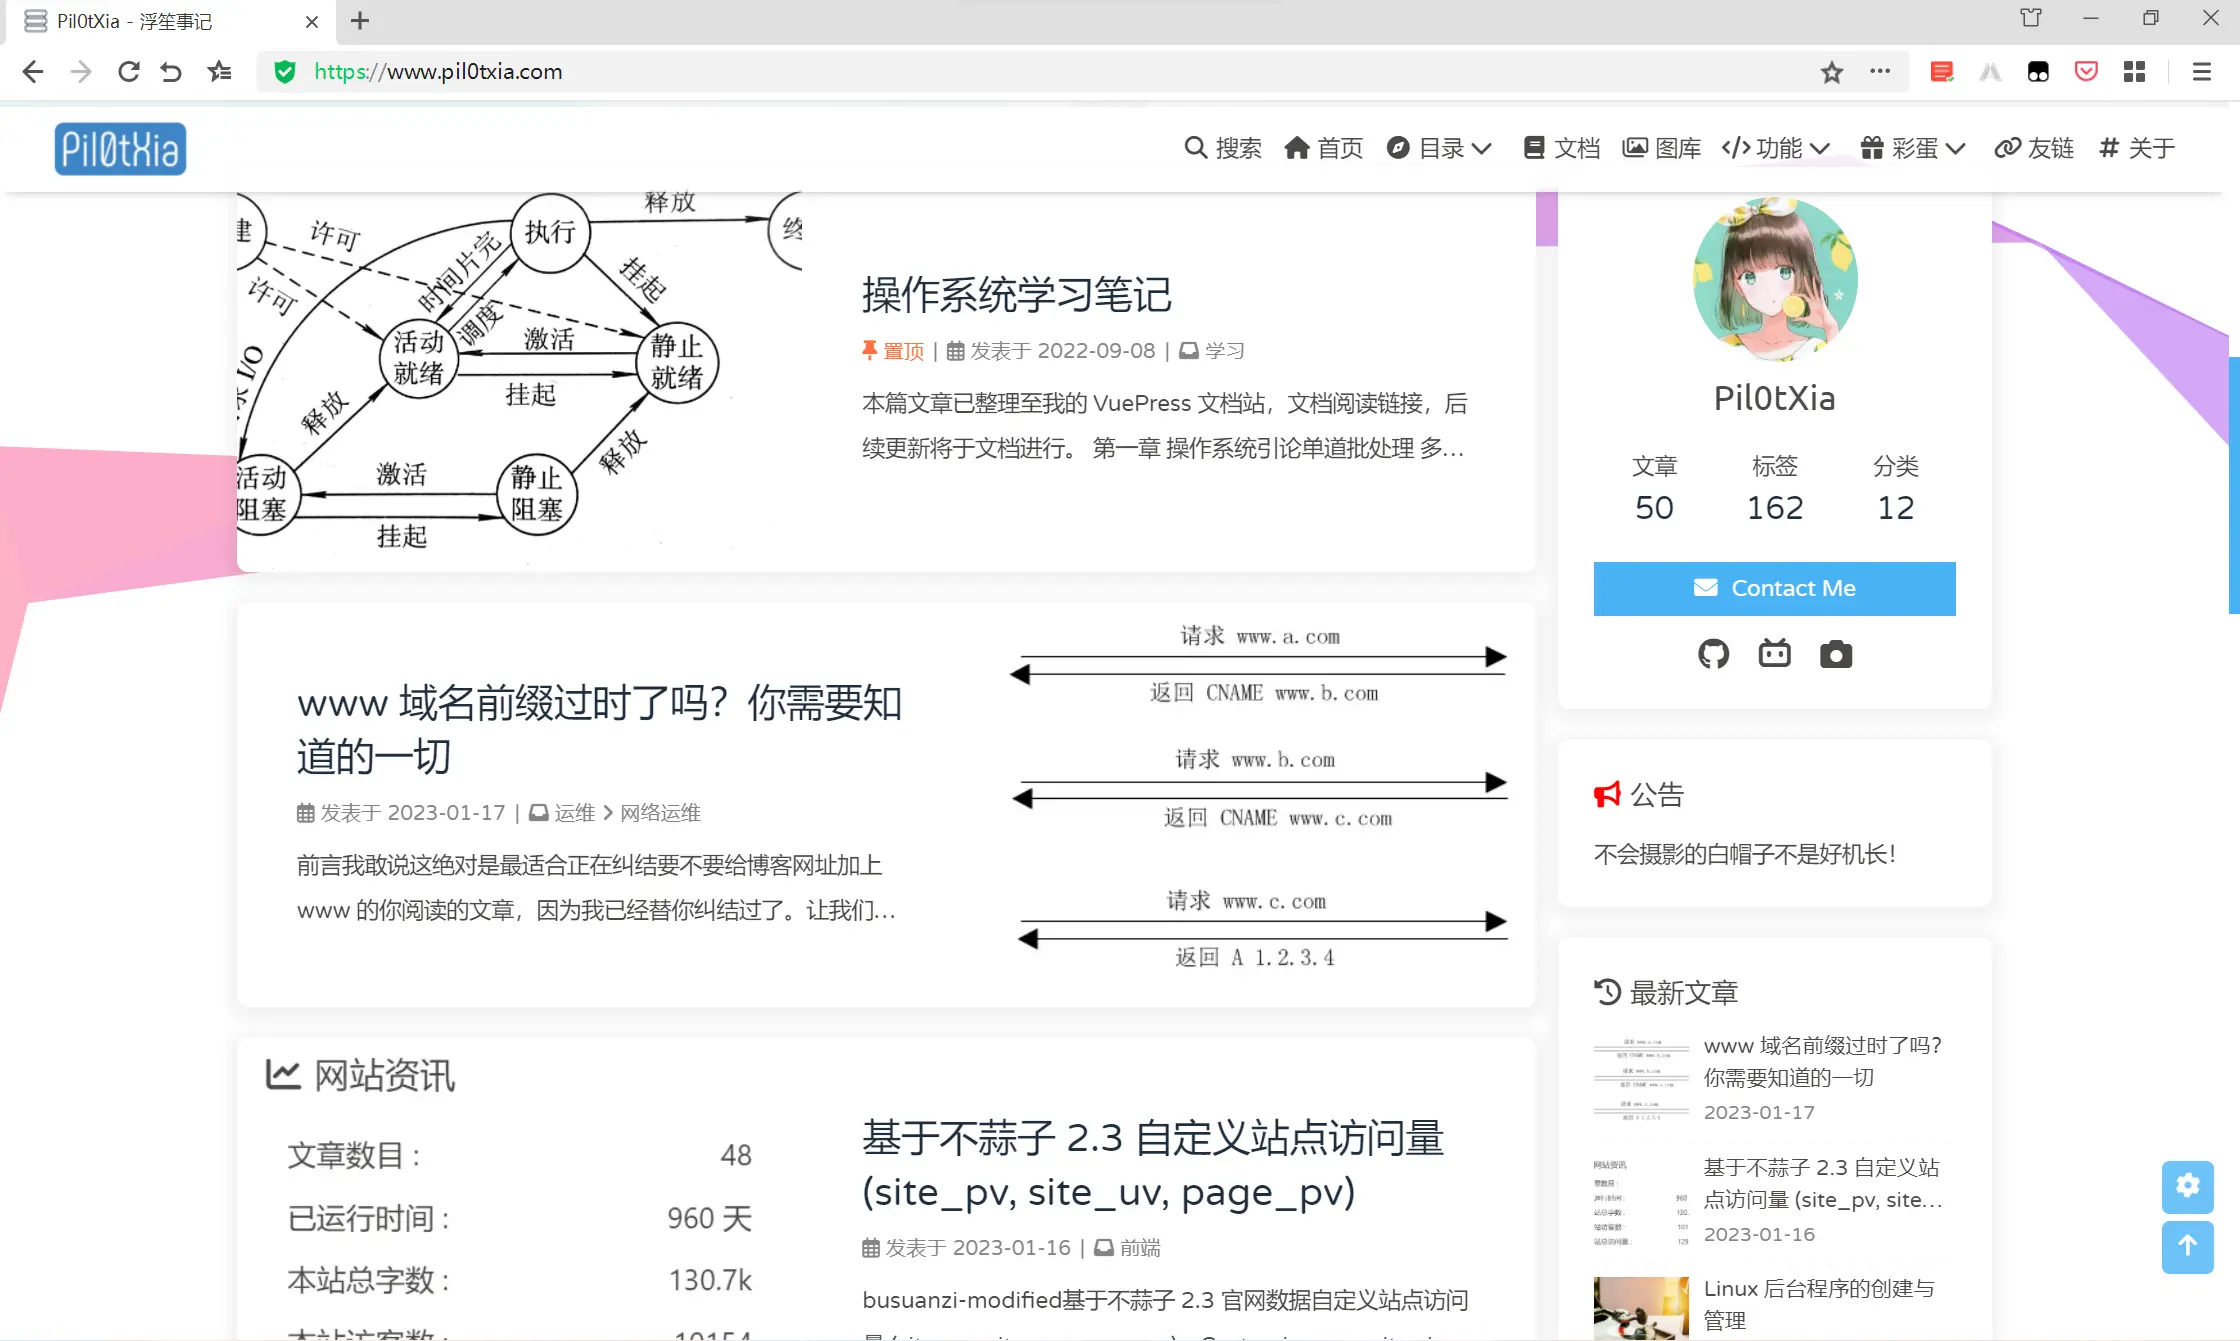 Pil0tXia - 浮笙事记
https://www.pil0txia.com
Pil0tXia
搜索 首页 目录 文档 图库 功能 彩蛋 友链 关于
建 许可 执行 释放 终
许可 时间片完 挂起
调度
活动就绪 激活 静止就绪
挂起
求 I/O
释放 释放
活动阻塞 激活 静止阻塞
挂起
操作系统学习笔记
置顶 | 发表于 2022-09-08 | 学习
本篇文章已整理至我的 VuePress 文档站，文档阅读链接，后
续更新将于文档进行。 第一章 操作系统引论单道批处理 多…
www 域名前缀过时了吗？你需要知
道的一切
发表于 2023-01-17 | 运维 > 网络运维
前言我敢说这绝对是最适合正在纠结要不要给博客网址加上
www 的你阅读的文章，因为我已经替你纠结过了。让我们…
请求 www.a.com
返回 CNAME www.b.com
请求 www.b.com
返回 CNAME www.c.com
请求 www.c.com
返回 A 1.2.3.4
网站资讯
文章数目 : 48
已运行时间 : 960 天
本站总字数 : 130.7k
本站访客数 : 10154
基于不蒜子 2.3 自定义站点访问量
(site_pv, site_uv, page_pv)
发表于 2023-01-16 | 前端
busuanzi-modified基于不蒜子 2.3 官网数据自定义站点访问
Pil0tXia
文章 标签 分类
50 162 12
Contact Me
公告
不会摄影的白帽子不是好机长！
最新文章
www 域名前缀过时了吗？
你需要知道的一切
2023-01-17
基于不蒜子 2.3 自定义站
点访问量 (site_pv, site…
2023-01-16
Linux 后台程序的创建与
管理